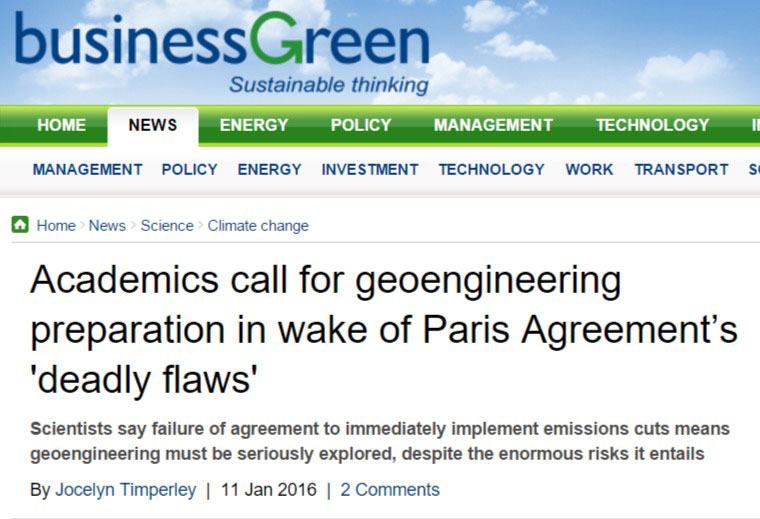 businessGreen
Sustainable thinking
HOME NEWS ENERGY POLICY MANAGEMENT TECHNOLOGY
MANAGEMENT POLICY ENERGY INVESTMENT TECHNOLOGY WORK TRANSPORT
Home > News > Science > Climate change
Academics call for geoengineering
preparation in wake of Paris Agreement’s
'deadly flaws'
Scientists say failure of agreement to immediately implement emissions cuts means
geoengineering must be seriously explored, despite the enormous risks it entails
By Jocelyn Timperley | 11 Jan 2016 | 2 Comments